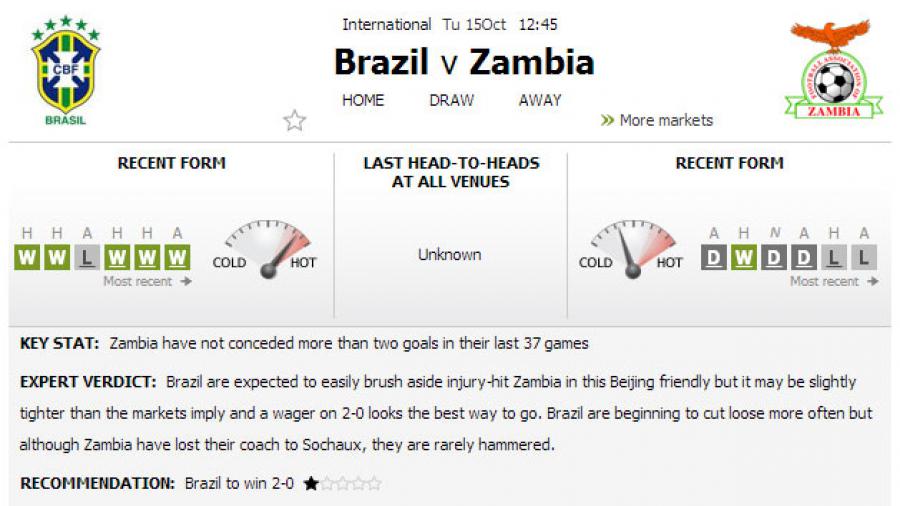 International Tu 15Oct 12:45
Brazil v Zambia
HOME DRAW AWAY
More markets
CBF
BRASIL
FOOTBALL ASSOCIATION OF
ZAMBIA
RECENT FORM
H H A H H A
W W L W W W
Most recent
COLD HOT
LAST HEAD-TO-HEADS
AT ALL VENUES
Unknown
RECENT FORM
COLD HOT
A H N A H A
D W D D L L
Most recent
KEY STAT: Zambia have not conceded more than two goals in their last 37 games
EXPERT VERDICT: Brazil are expected to easily brush aside injury-hit Zambia in this Beijing friendly but it may be slightly
tighter than the markets imply and a wager on 2-0 looks the best way to go. Brazil are beginning to cut loose more often but
although Zambia have lost their coach to Sochaux, they are rarely hammered.
RECOMMENDATION: Brazil to win 2-0